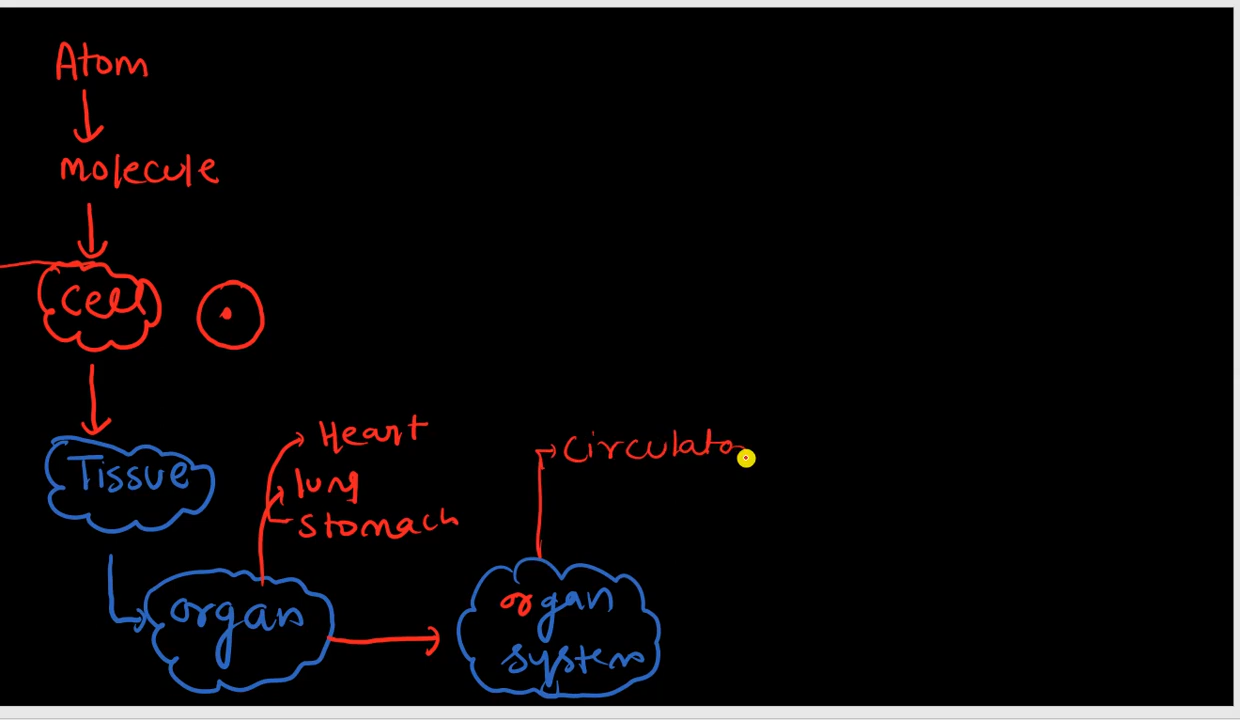 Atom
Molecule
Cell
Tissue
Heart
lung
Stomach
organ
Circulato
organ
system